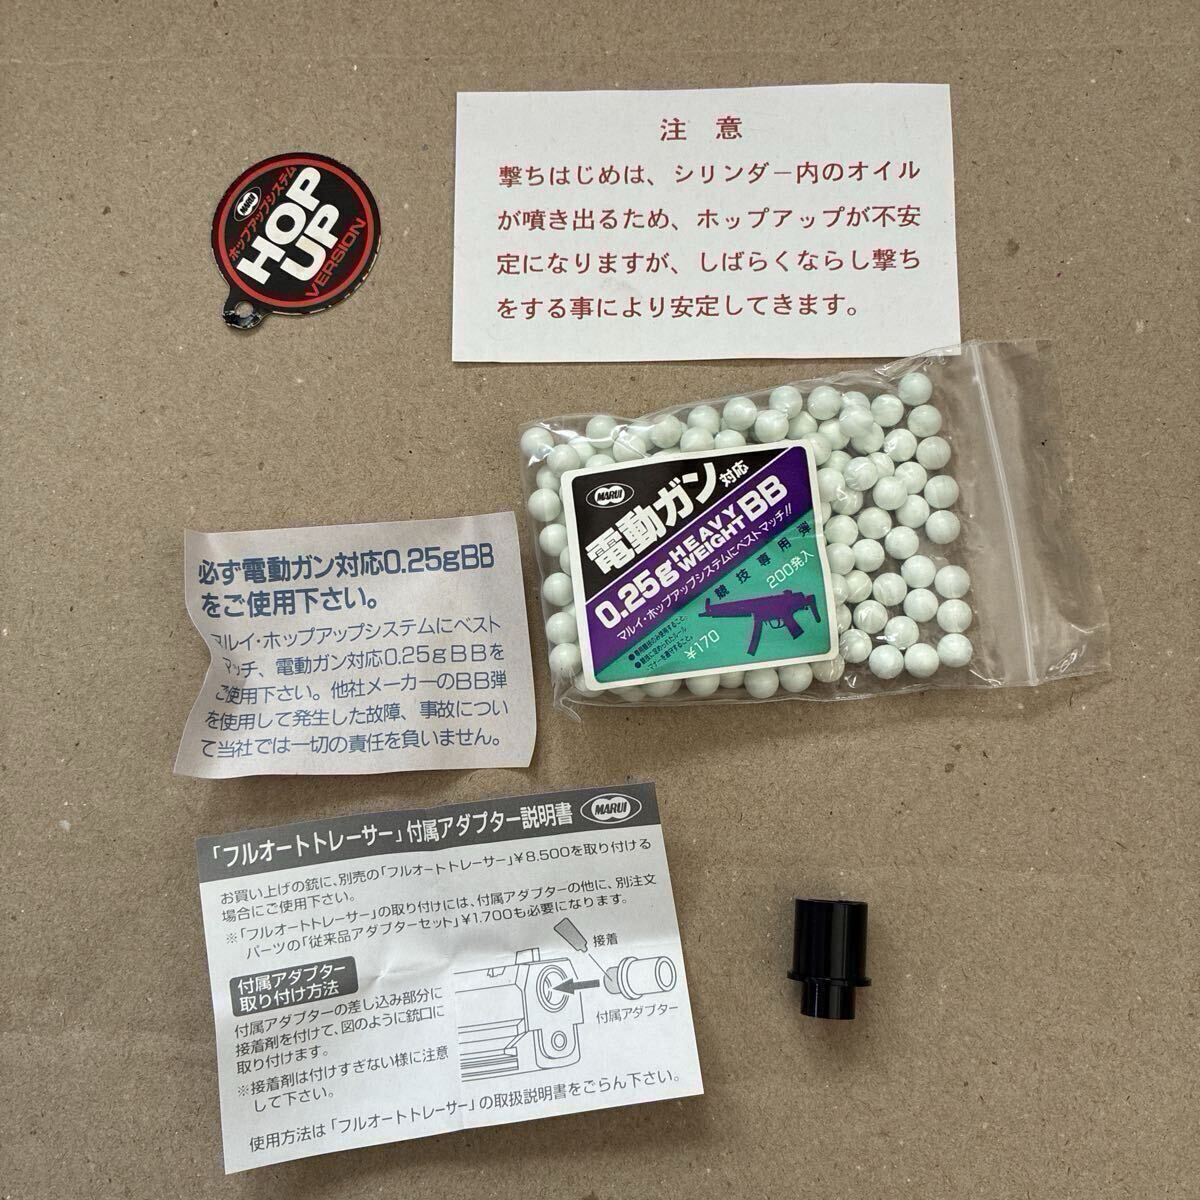 MARUI
ホップアップシステム
HOP
UP
VERSION
注意
撃ちはじめは、シリンダー内のオイル
が噴き出るため、ホップアップが不安
定になりますが、しばらくならし撃ち
をする事により安定してきます。
MARUI
電動ガン対応
0.25g HEAVY WEIGHT BB
マルイ・ホップアップシステムにベストマッチ!!
競技専用弾
200発入
¥170
必ず電動ガン対応0.25gBB
をご使用下さい。
マルイ・ホップアップシステムにベスト
マッチ、電動ガン対応0.25gBBを
ご使用下さい。他社メーカーのBB弾
を使用して発生した故障、事故につい
て当社では一切の責任を負いません。
「フルオートトレーサー」付属アダプター説明書
MARUI
お買い上げの銃に、別売の「フルオートトレーサー」¥8.500を取り付ける
場合にご使用下さい。
※「フルオートトレーサー」の取り付けには、付属アダプターの他に、別注文
パーツの「従来品アダプターセット」¥1.700も必要になります。
付属アダプター
取り付け方法
付属アダプターの差し込み部分に
接着剤を付けて、図のように銃口に
取り付けます。
※接着剤は付けすぎない様に注意
して下さい。
接着
付属アダプター
使用方法は「フルオートトレーサー」の取扱説明書をごらん下さい。